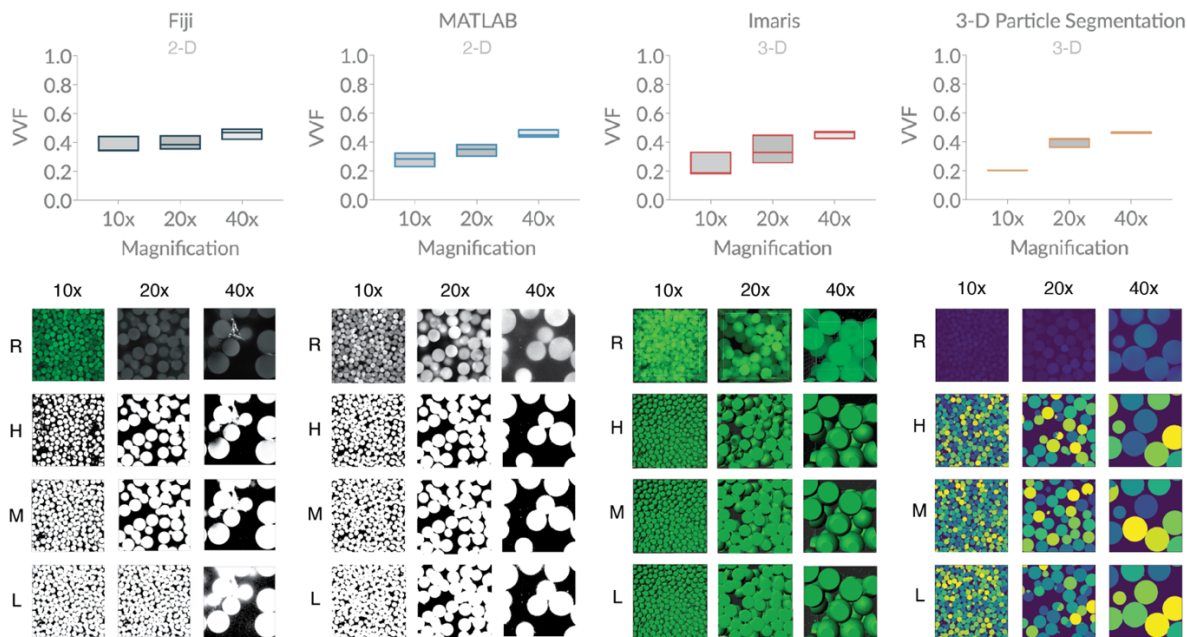 Fiji
2-D
1.0
0.8
0.6
0.4
0.2
0.0
VVF
10x 20x 40x
Magnification
MATLAB
2-D
1.0
0.8
0.6
0.4
0.2
0.0
VVF
10x 20x 40x
Magnification
Imaris
3-D
1.0
0.8
0.6
0.4
0.2
0.0
VVF
10x 20x 40x
Magnification
3-D Particle Segmentation
3-D
1.0
0.8
0.6
0.4
0.2
0.0
VVF
10x 20x 40x
Magnification
10x 20x 40x
R
H
M
L
10x 20x 40x
R
H
M
L
10x 20x 40x
R
H
M
L
10x 20x 40x
R
H
M
L